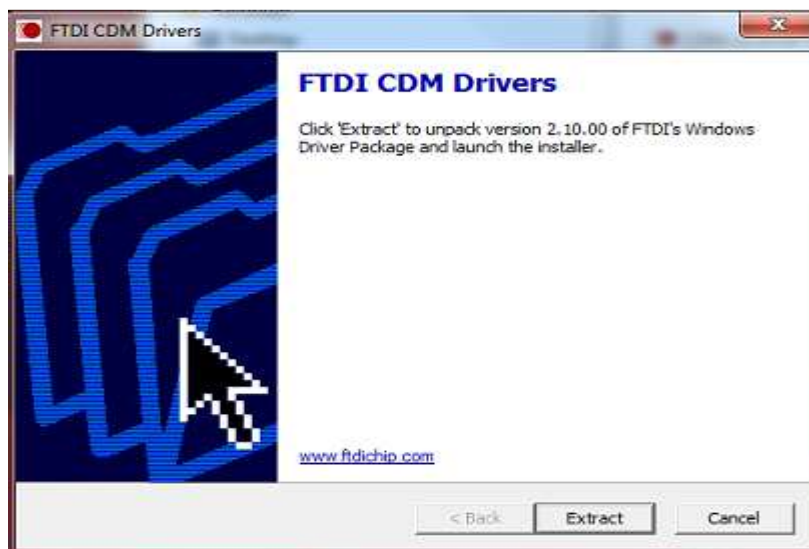 FTDI CDM Drivers
FTDI CDM Drivers
Click 'Extract' to unpack version 2.10.00 of FTDI's Windows
Driver Package and launch the installer.
www.ftdichip.com
< Back
Extract
Cancel